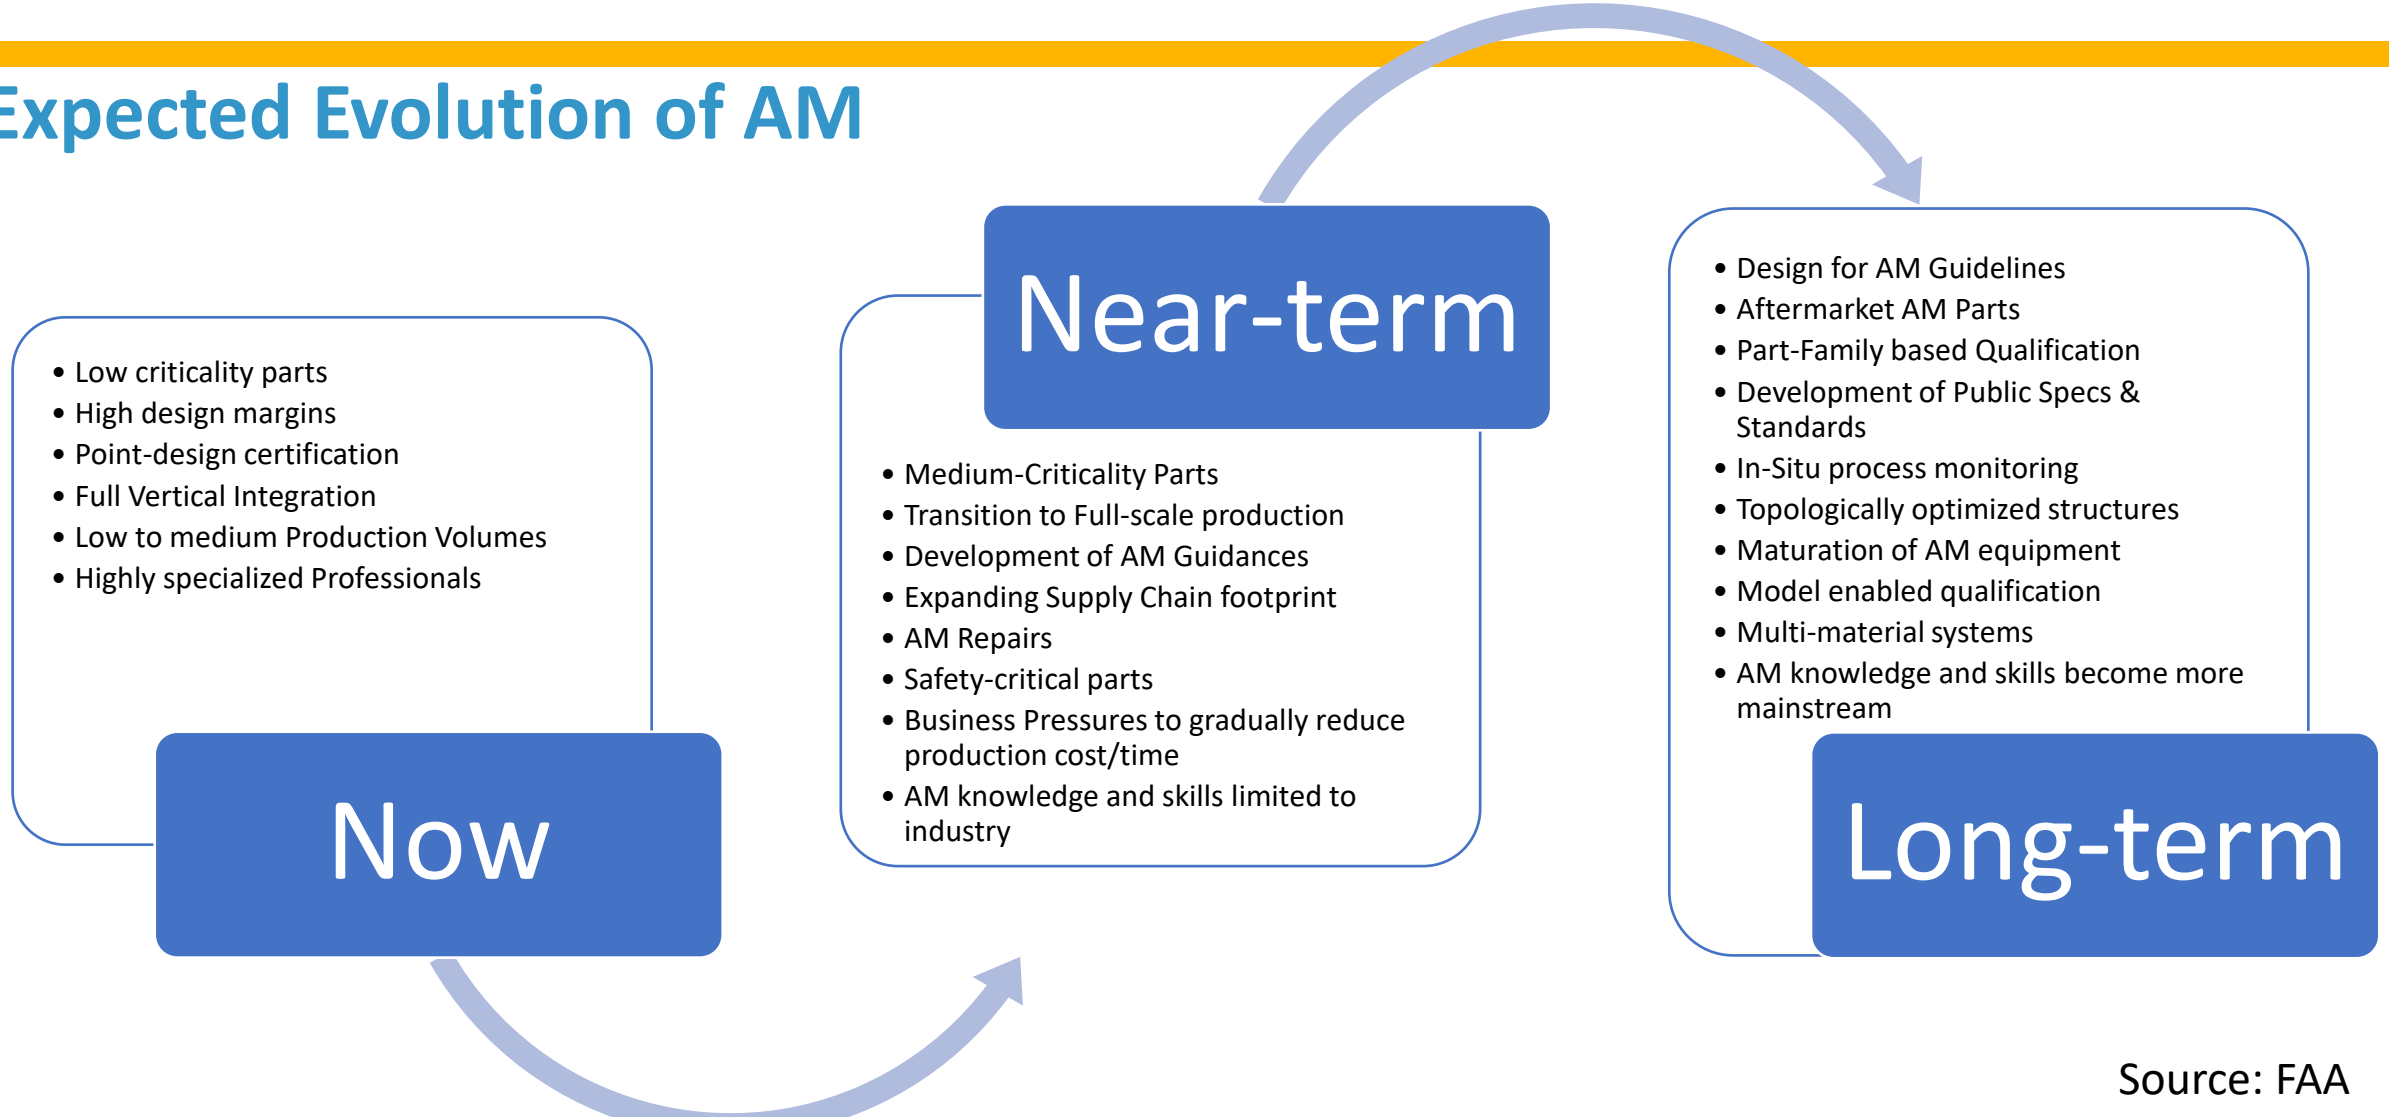 Expected Evolution of AM
• Low criticality parts
• High design margins
• Point-design certification
• Full Vertical Integration
• Low to medium Production Volumes
• Highly specialized Professionals
Now
Near-term
• Medium-Criticality Parts
• Transition to Full-scale production
• Development of AM Guidances
• Expanding Supply Chain footprint
• AM Repairs
• Safety-critical parts
• Business Pressures to gradually reduce
production cost/time
• AM knowledge and skills limited to
industry
• Design for AM Guidelines
• Aftermarket AM Parts
• Part-Family based Qualification
• Development of Public Specs &
Standards
• In-Situ process monitoring
• Topologically optimized structures
• Maturation of AM equipment
• Model enabled qualification
• Multi-material systems
• AM knowledge and skills become more
mainstream
Long-term
Source: FAA